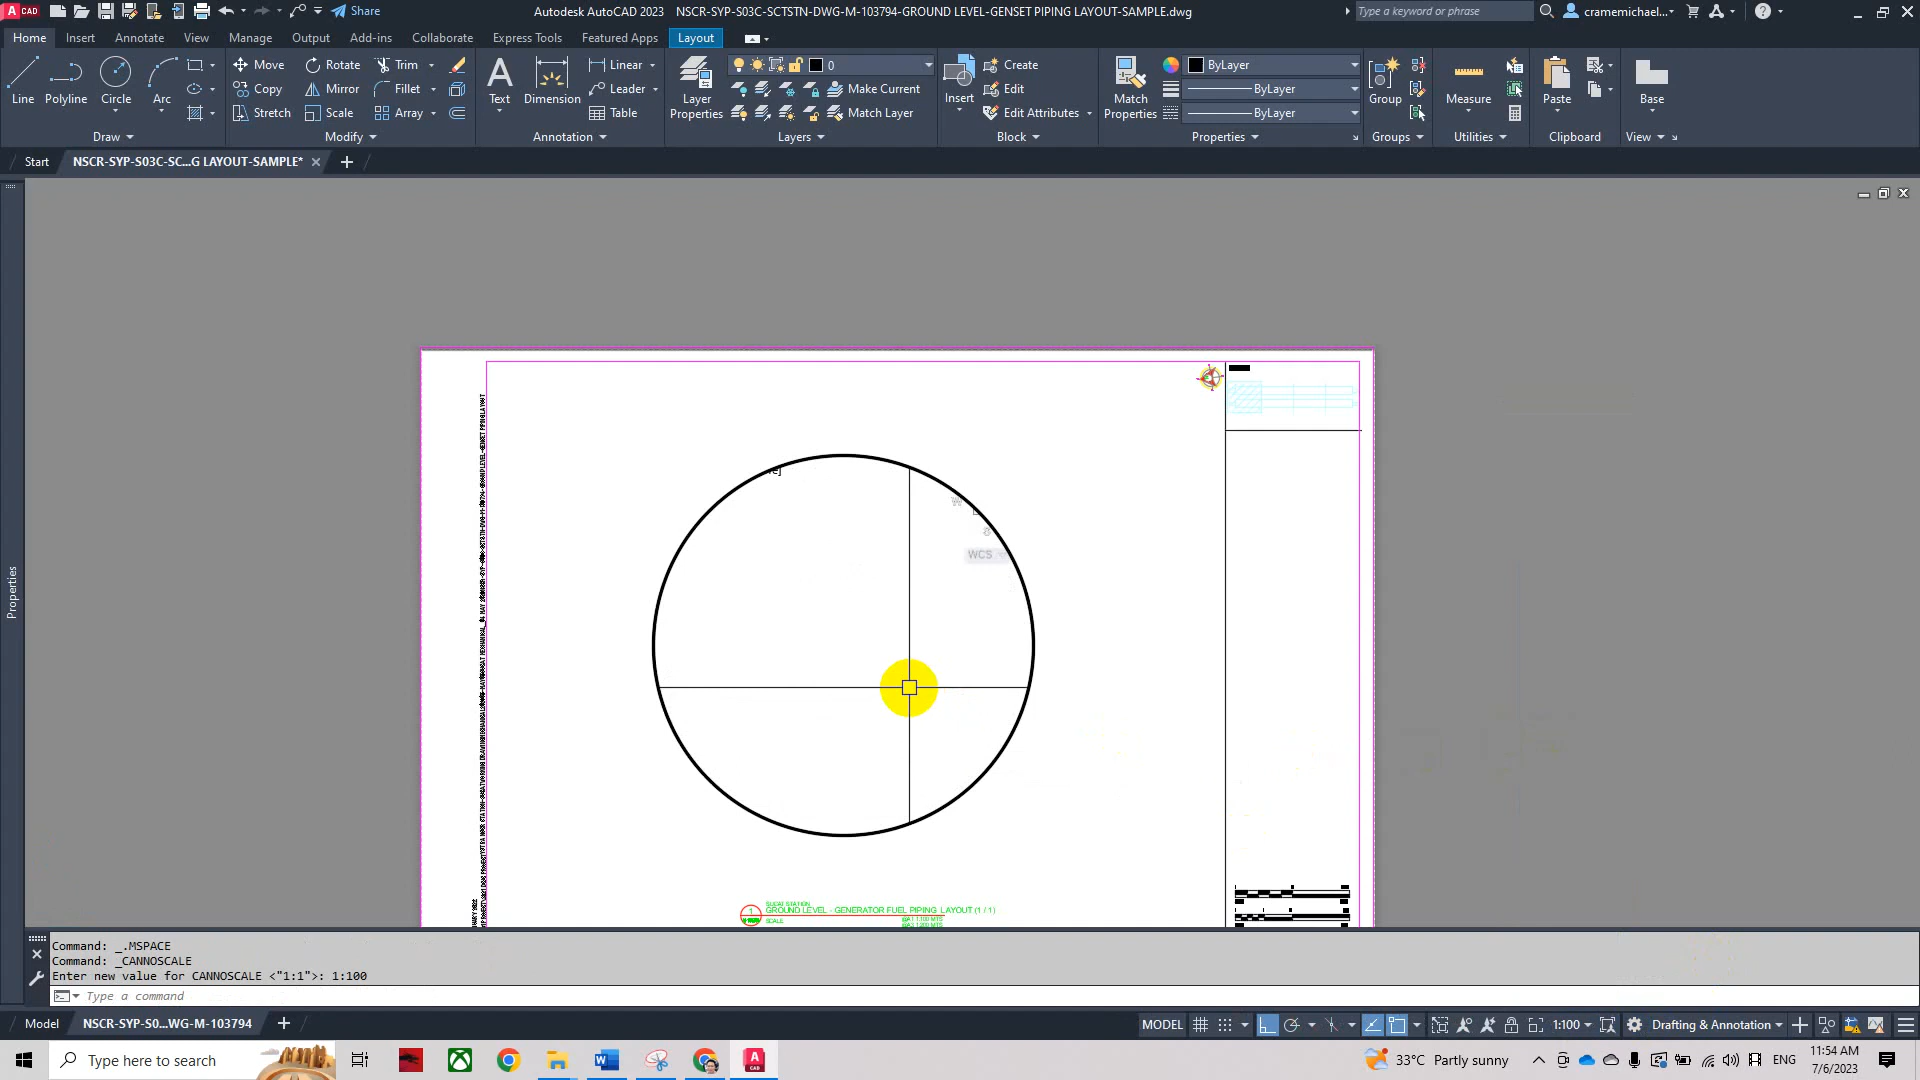 A CAD
Share
Autodesk AutoCAD 2023 NSCR-SYP-S03C-SCTSTN-DWG-M-103794-GROUND LEVEL-GENSET PIPING LAYOUT-SAMPLE.dwg
Type a keyword or phrase
cramemichael...
Home Insert Annotate View Manage Output Add-ins Collaborate Express Tools Featured Apps Layout
Line Polyline Circle Arc
Move Rotate Trim
Copy Mirror Fillet
Stretch Scale Array
Text Dimension
Linear
Leader
Table
Layer Properties
0
Make Current
Match Layer
Insert
Create
Edit
Edit Attributes
Match Properties
ByLayer
ByLayer
ByLayer
Group
Measure
Paste
Base
Draw Modify Annotation Layers Block Properties Groups Utilities Clipboard View
Start NSCR-SYP-S03C-SC...G LAYOUT-SAMPLE*
Properties
WCS
SUCAT STATION
GROUND LEVEL - GENERATOR FUEL PIPING LAYOUT (1 / 1)
SCALE
Command: _.MSPACE
Command: _CANNOSCALE
Enter new value for CANNOSCALE <"1:1">: 1:100
Type a command
Model NSCR-SYP-S0...WG-M-103794
MODEL 1:100 Drafting & Annotation
Type here to search
33°C Partly sunny
ENG
11:54 AM
7/6/2023